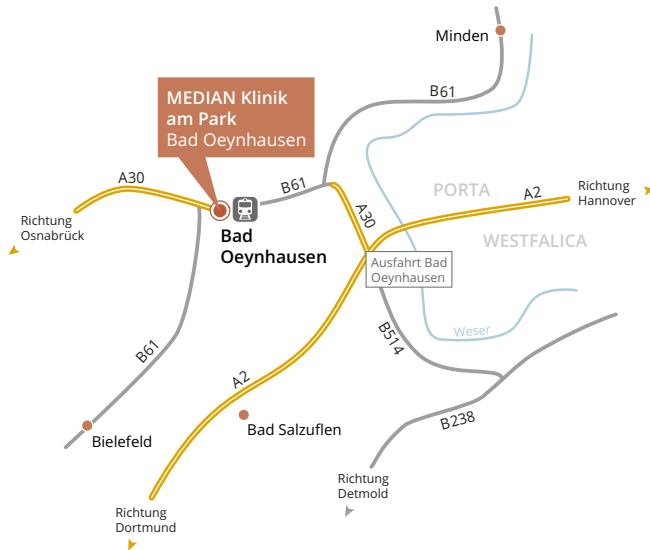 Minden
B61
MEDIAN Klinik
am Park
Bad Oeynhausen
A30
B61
PORTA
A2
Richtung
Hannover
Richtung
Osnabrück
A30
Bad
Oeynhausen
WESTFALICA
Ausfahrt Bad
Oeynhausen
Weser
B514
B61
A2
Bielefeld
Bad Salzuflen
B238
Richtung
Detmold
Richtung
Dortmund